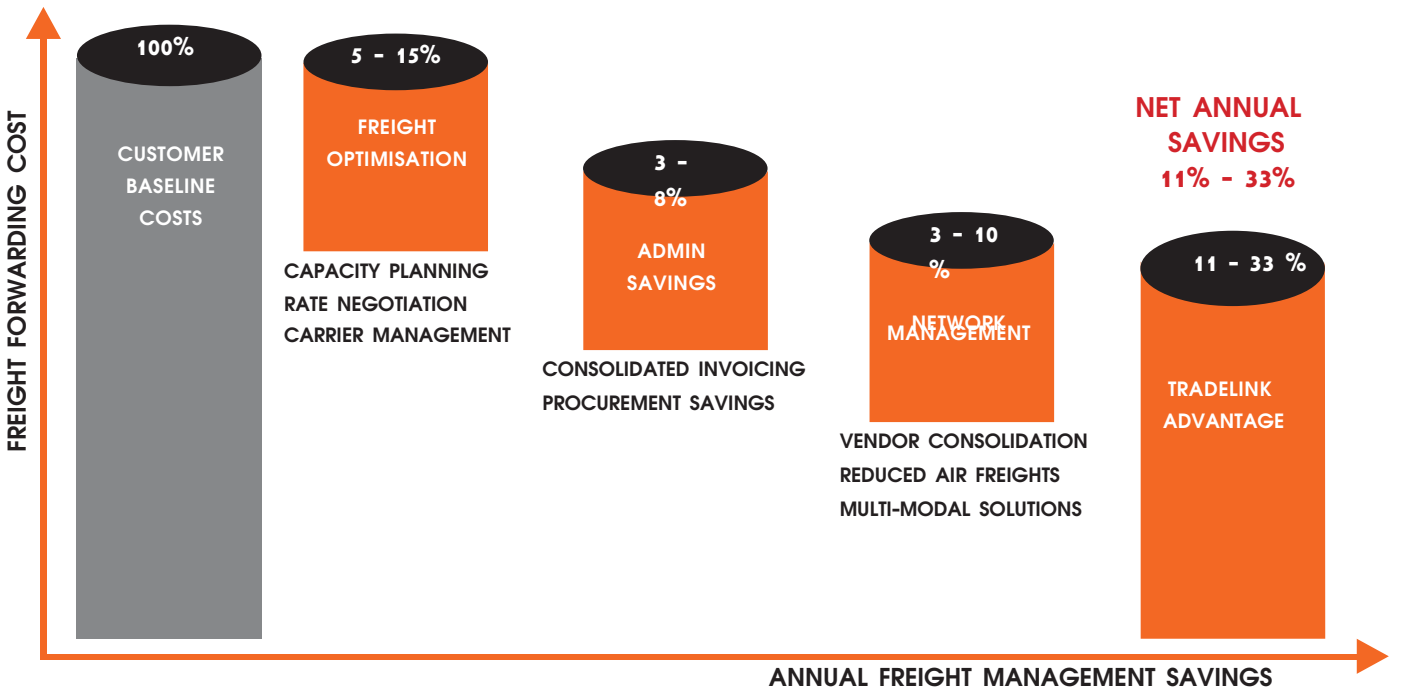 FREIGHT FORWARDING COST
100%
CUSTOMER
BASELINE
COSTS
5 - 15%
FREIGHT
OPTIMISATION
CAPACITY PLANNING
RATE NEGOTIATION
CARRIER MANAGEMENT
3 -
8%
ADMIN
SAVINGS
CONSOLIDATED INVOICING
PROCUREMENT SAVINGS
3 - 10
%
NETWORK
MANAGEMENT
VENDOR CONSOLIDATION
REDUCED AIR FREIGHTS
MULTI-MODAL SOLUTIONS
NET ANNUAL
SAVINGS
11% - 33%
11 - 33 %
TRADELINK
ADVANTAGE
ANNUAL FREIGHT MANAGEMENT SAVINGS